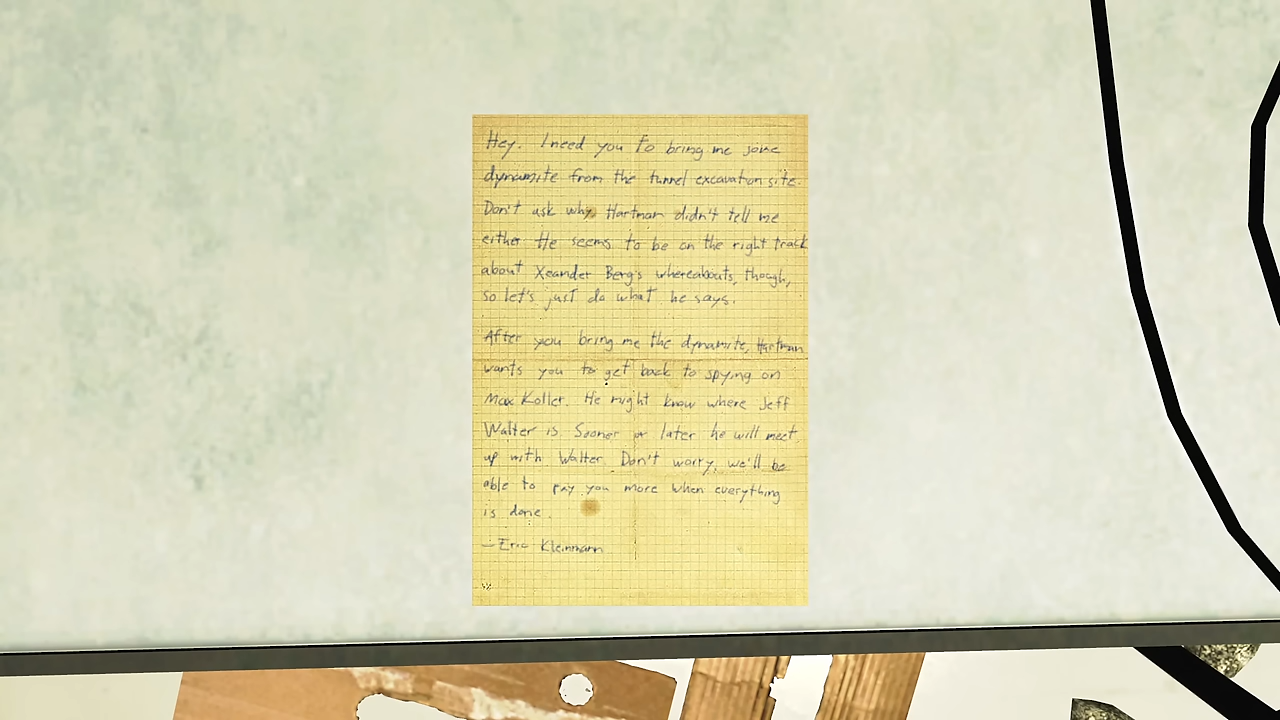 Hey. I need you to bring me some
dynamite from the tunnel excavation site.
Don't ask why. Hartman didn't tell me
either He seems to be on the right track
about Xeander Berg's whereabouts, though,
so let's just do what he says.
After you bring me the dynamite, Hartman
wants you to get back to spying on
Max Koller. He might know where Jeff
Walter is. Sooner or later he will meet
up with Walter. Don't worry, we'll be
able to pay you more when everything
is done.
—Eric Kleinmann